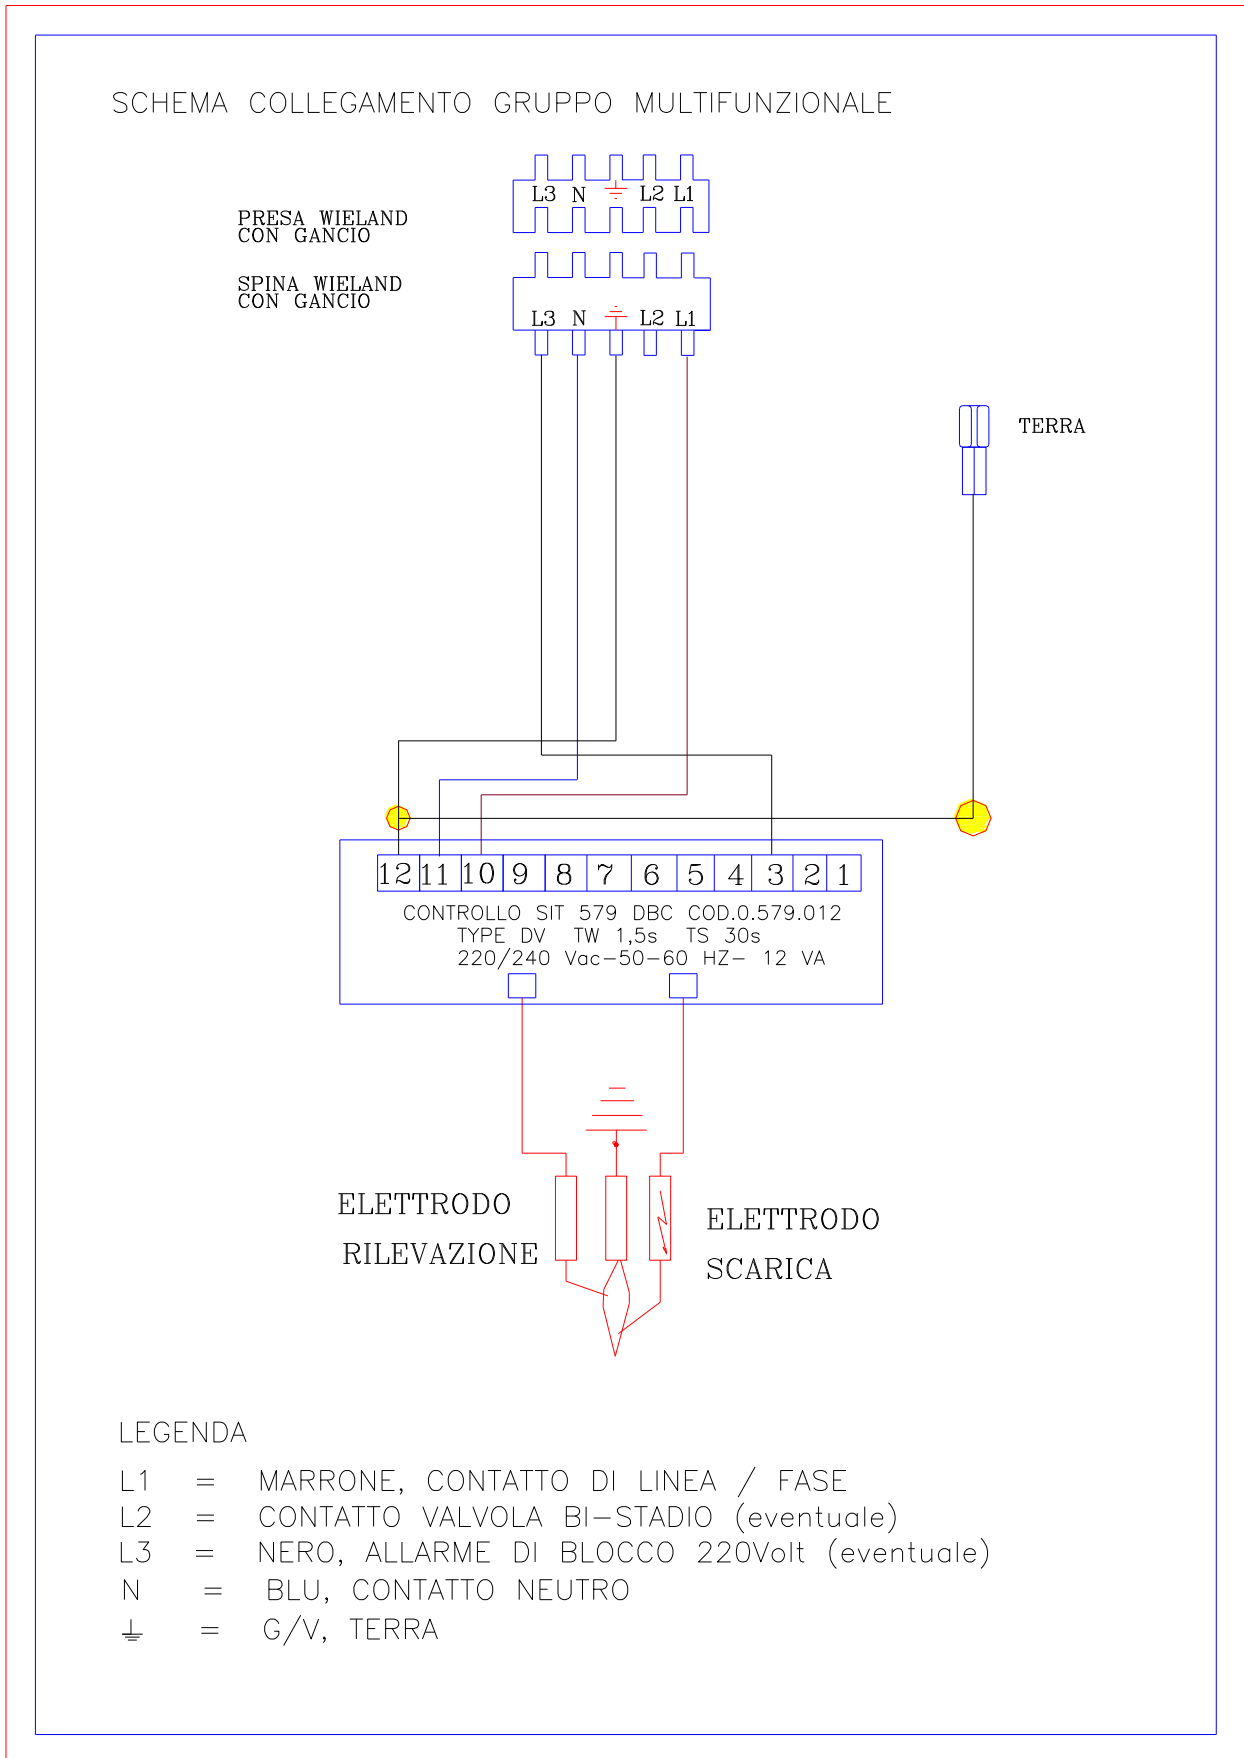 SCHEMA COLLEGAMENTO GRUPPO MULTIFUNZIONALE
L3 N L2 L1
PRESA WIELAND
CON GANCIO
SPINA WIELAND
CON GANCIO
L3 N L2 L1
TERRA
12 11 10 9 8 7 6 5 4 3 2 1
CONTROLLO SIT 579 DBC COD.0.579.012
TYPE DV TW 1,5s TS 30s
220/240 Vac-50-60 HZ- 12 VA
ELETTRODO
RILEVAZIONE
ELETTRODO
SCARICA
LEGENDA
L1 = MARRONE, CONTATTO DI LINEA / FASE
L2 = CONTATTO VALVOLA BI-STADIO (eventuale)
L3 = NERO, ALLARME DI BLOCCO 220Volt (eventuale)
N = BLU, CONTATTO NEUTRO
⏚ = G/V, TERRA